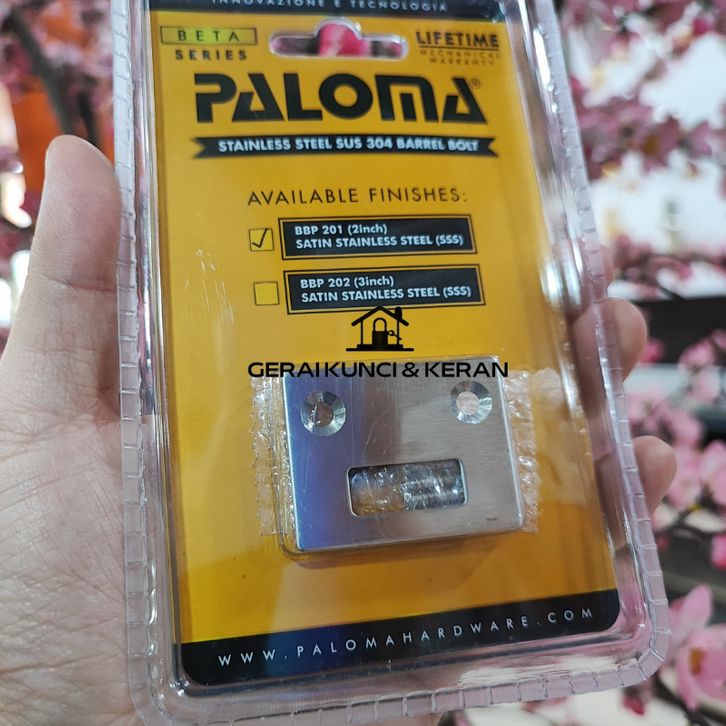 INNOVAZIONE E TECNOLOGIA
BETA
SERIES
LIFETIME
MECHANICAL
WARRANTY
PALOMA®
STAINLESS STEEL SUS 304 BARREL BOLT
AVAILABLE FINISHES:
BBP 201 (2inch)
SATIN STAINLESS STEEL (SSS)
BBP 202 (3inch)
SATIN STAINLESS STEEL (SSS)
GERAI KUNCI & KERAN
WWW.PALOMAHARDWARE.COM